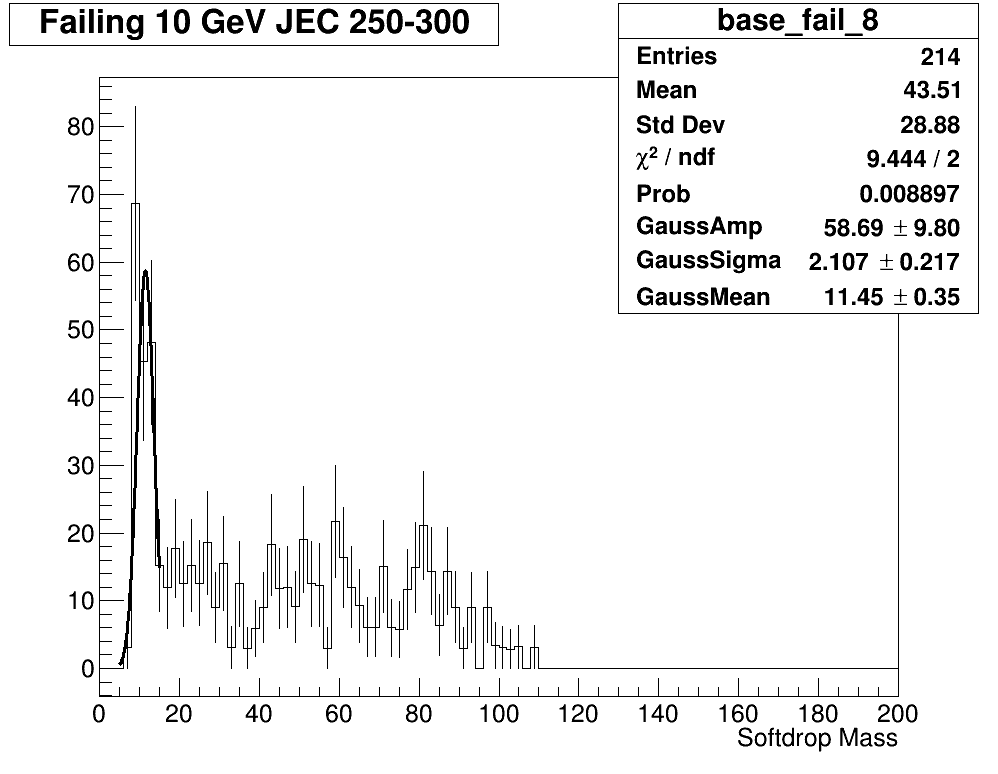 Failing 10 GeV JEC 250-300
base_fail_8
Entries 214
Mean 43.51
Std Dev 28.88
χ² / ndf 9.444 / 2
Prob 0.008897
GaussAmp 58.69 ± 9.80
GaussSigma 2.107 ± 0.217
GaussMean 11.45 ± 0.35
80
70
60
50
40
30
20
10
0
0 20 40 60 80 100 120 140 160 180 200
Softdrop Mass